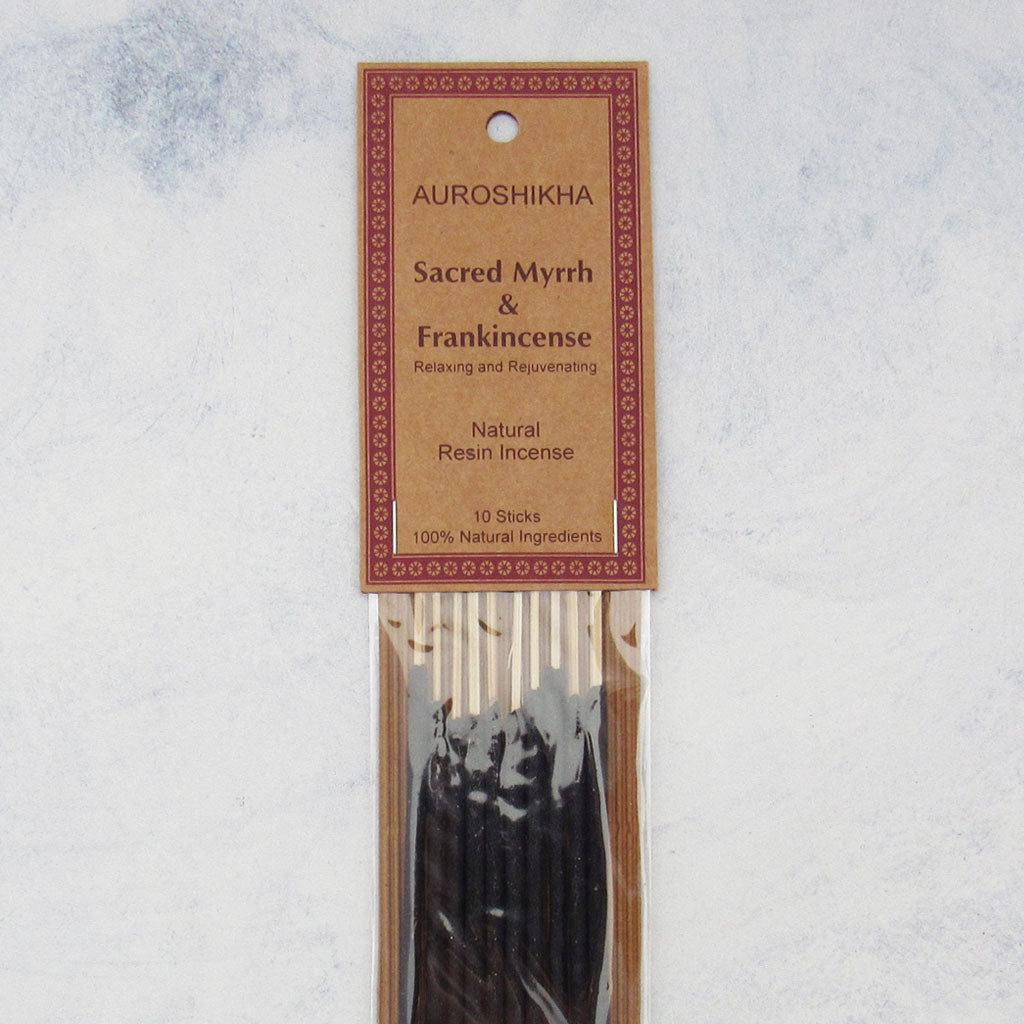 AUROSHIKHA
Sacred Myrrh
&
Frankincense
Relaxing and Rejuvenating
Natural
Resin Incense
10 Sticks
100% Natural Ingredients